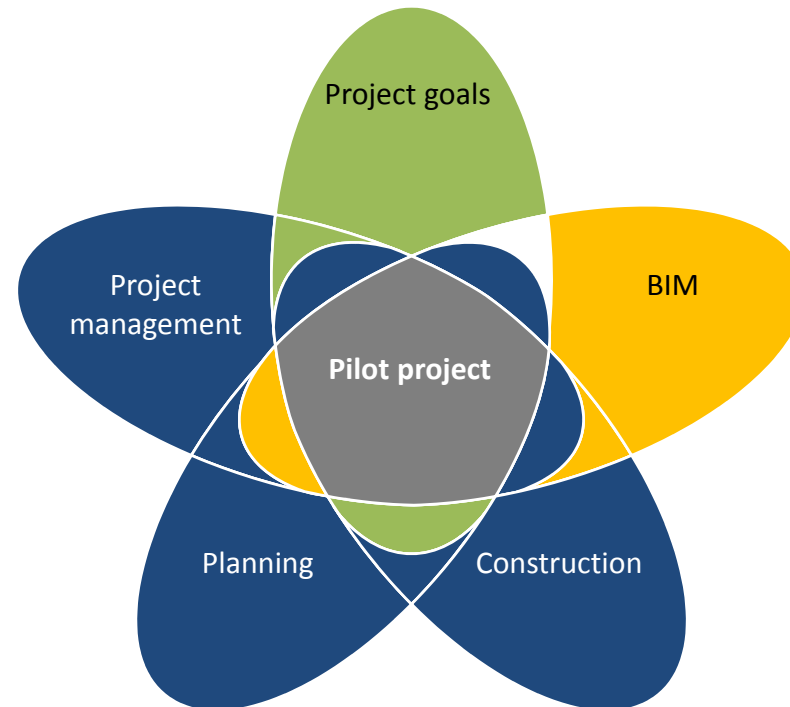 Project goals
Project
management
BIM
Pilot project
Planning
Construction